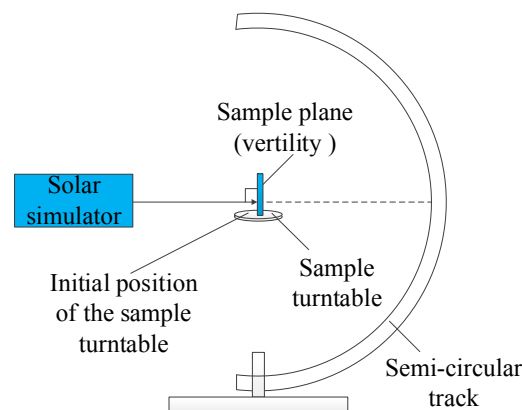 Sample plane
(vertility )
Solar
simulator
Initial position
of the sample
turntable
Sample
turntable
Semi-circular
track